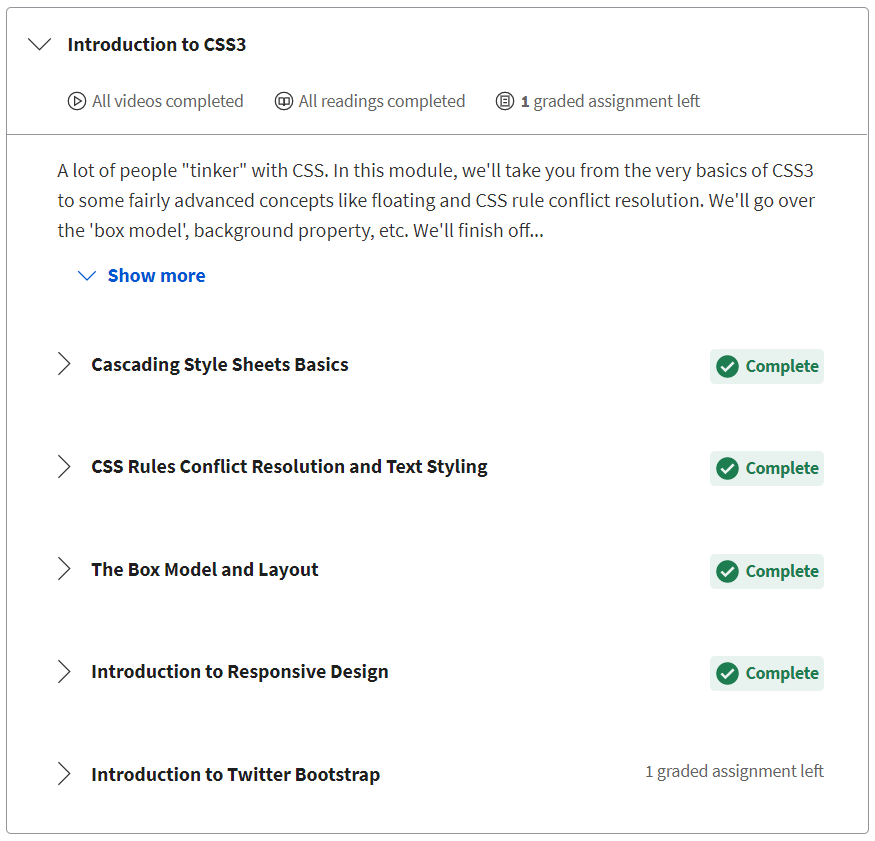 Introduction to CSS3
All videos completed All readings completed 1 graded assignment left
A lot of people "tinker" with CSS. In this module, we'll take you from the very basics of CSS3
to some fairly advanced concepts like floating and CSS rule conflict resolution. We'll go over
the 'box model', background property, etc. We'll finish off...
Show more
Cascading Style Sheets Basics Complete
CSS Rules Conflict Resolution and Text Styling Complete
The Box Model and Layout Complete
Introduction to Responsive Design Complete
Introduction to Twitter Bootstrap 1 graded assignment left